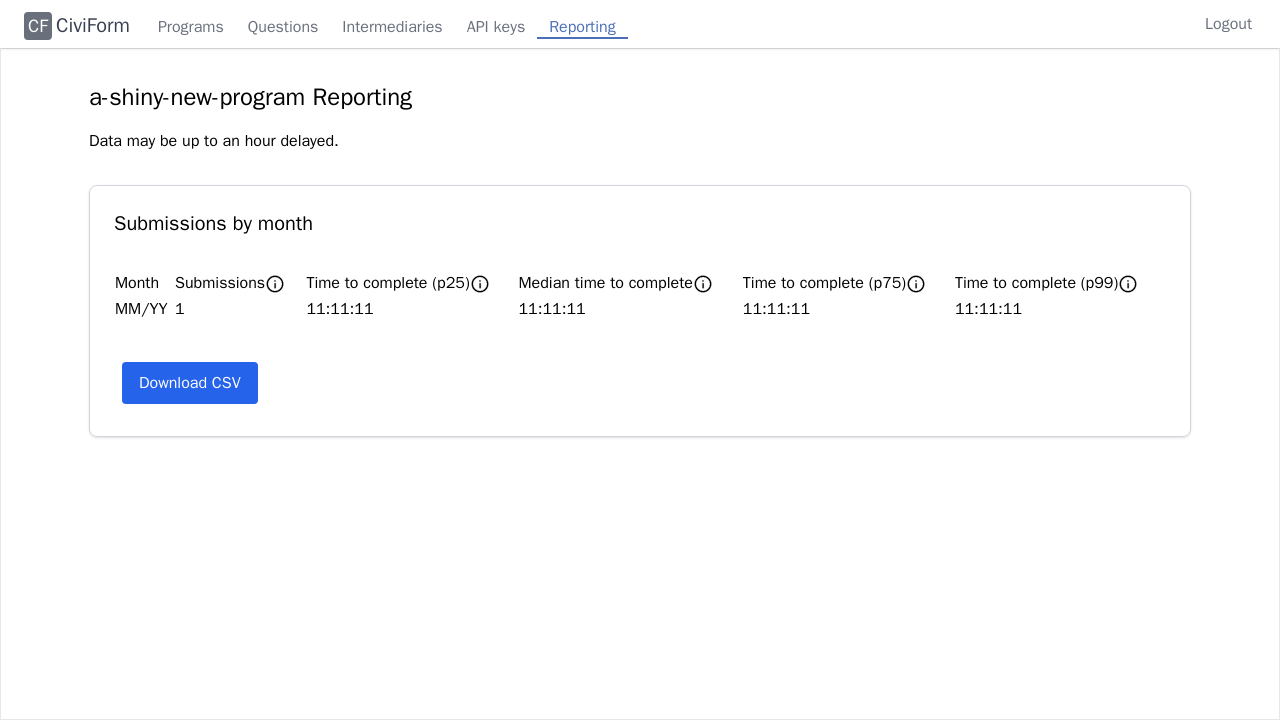 CF CiviForm Programs Questions Intermediaries API keys Reporting Logout
a-shiny-new-program Reporting
Data may be up to an hour delayed.
Submissions by month
Month Submissions Time to complete (p25) Median time to complete Time to complete (p75) Time to complete (p99)
MM/YY 1 11:11:11 11:11:11 11:11:11 11:11:11
Download CSV